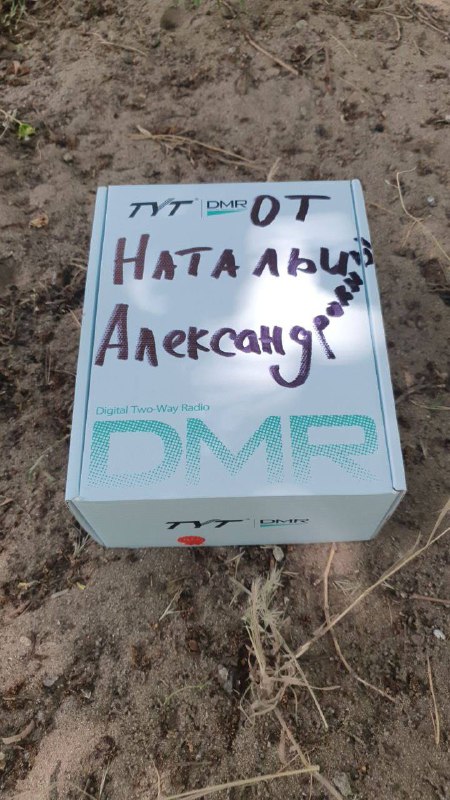 TYT DMR ОТ
Натальи
Александровны
Digital Two-Way Radio
DMR
TYT DMR